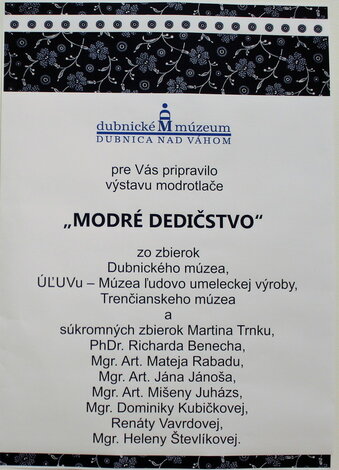 dubnické múzeum
DUBNICA NAD VÁHOM
pre Vás pripravilo
výstavu modrotlače
„MODRÉ DEDIČSTVO“
zo zbierok
Dubnického múzea,
ÚĽUVu – Múzea ľudovo umeleckej výroby,
Trenčianskeho múzea
a
súkromných zbierok Martina Trnku,
PhDr. Richarda Benecha,
Mgr. Art. Mateja Rabadu,
Mgr. Art. Jána Jánoša,
Mgr. Art. Mišeny Juházs,
Mgr. Dominiky Kubičkovej,
Renáty Vavrdovej,
Mgr. Heleny Števlíkovej.